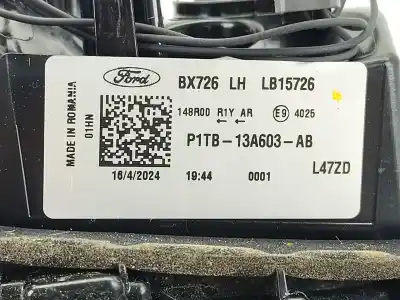 Ford
BX726 LH LB15726
148R00 R1Y AR
E9 4025
P1TB-13A603-AB
L47ZD
16/4/2024 19:44 0001
MADE IN ROMANIA
01HN